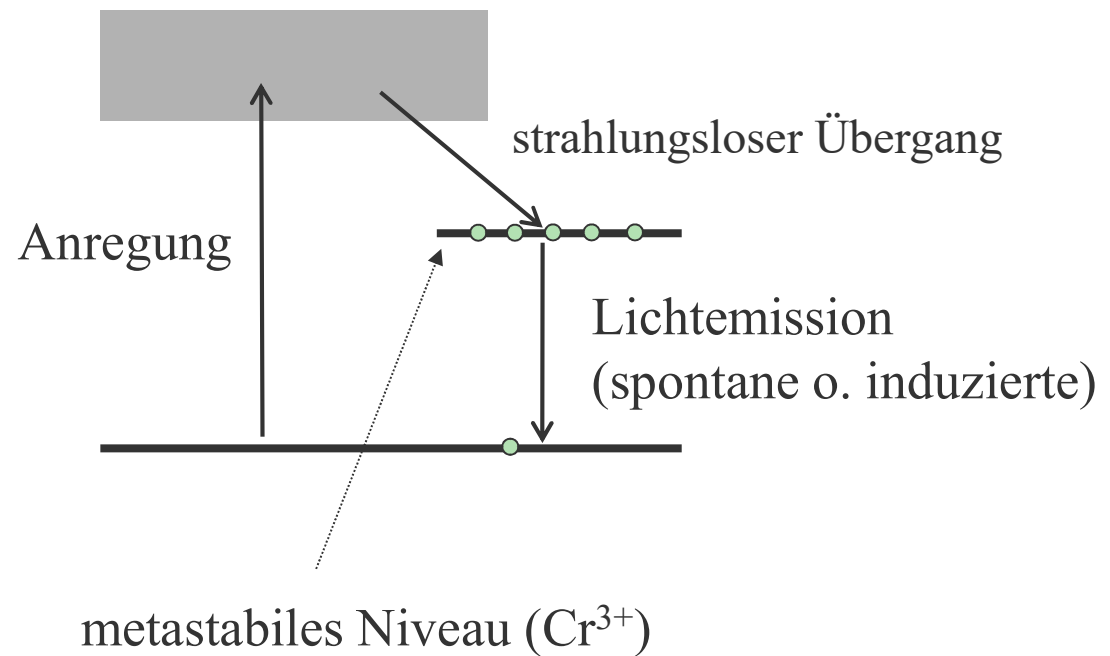 strahlungsloser Übergang
Anregung
Lichtemission
(spontane o. induzierte)
metastabiles Niveau (Cr³⁺)